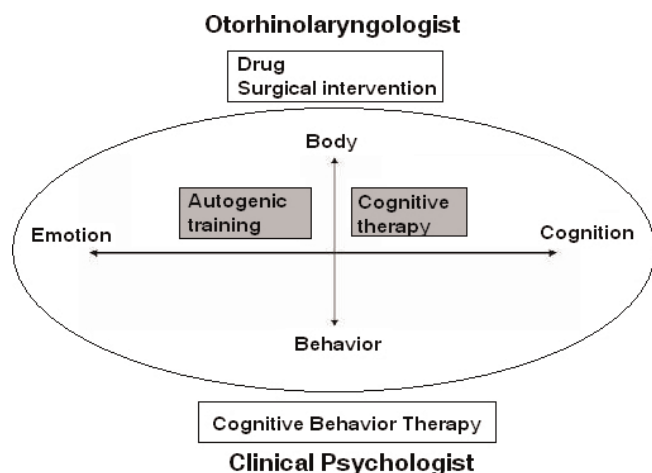 Otorhinolaryngologist
Drug
Surgical intervention
Body
Autogenic
training
Cognitive
therapy
Emotion
Cognition
Behavior
Cognitive Behavior Therapy
Clinical Psychologist